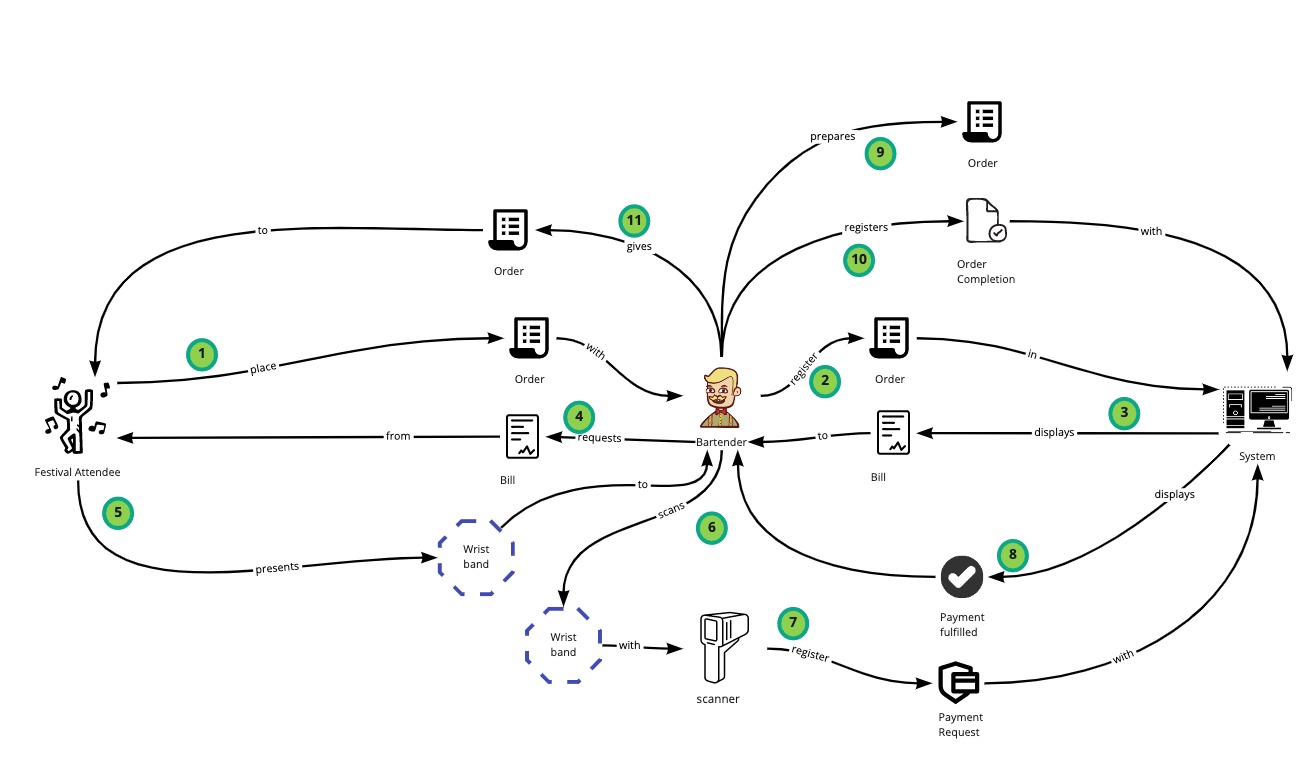 prepares
9
Order
11
gives
to
Order
registers
10
Order
Completion
with
1
place
Order
with
register
2
Order
in
Festival Attendee
from
4
requests
Bill
Bartender
to
Bill
displays
3
System
5
presents
Wrist
band
to
scans
6
displays
8
Payment
fulfilled
Wrist
band
with
scanner
7
register
Payment
Request
with